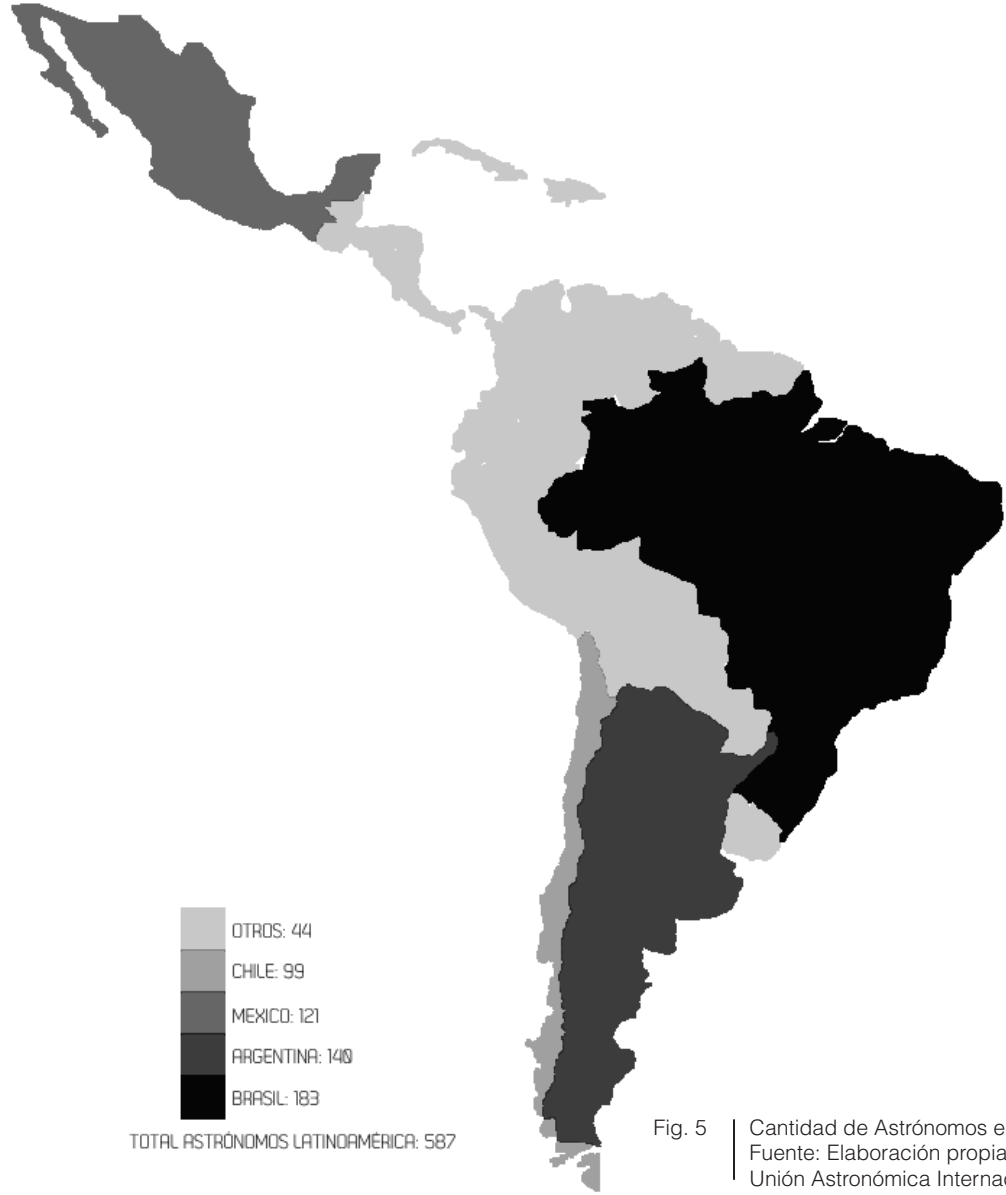 OTROS: 44
CHILE: 99
MEXICO: 121
ARGENTINA: 140
BRASIL: 183
TOTAL ASTRÓNOMOS LATINOAMÉRICA: 587
Fig. 5
Cantidad de Astrónomos e
Fuente: Elaboración propia
Unión Astronómica